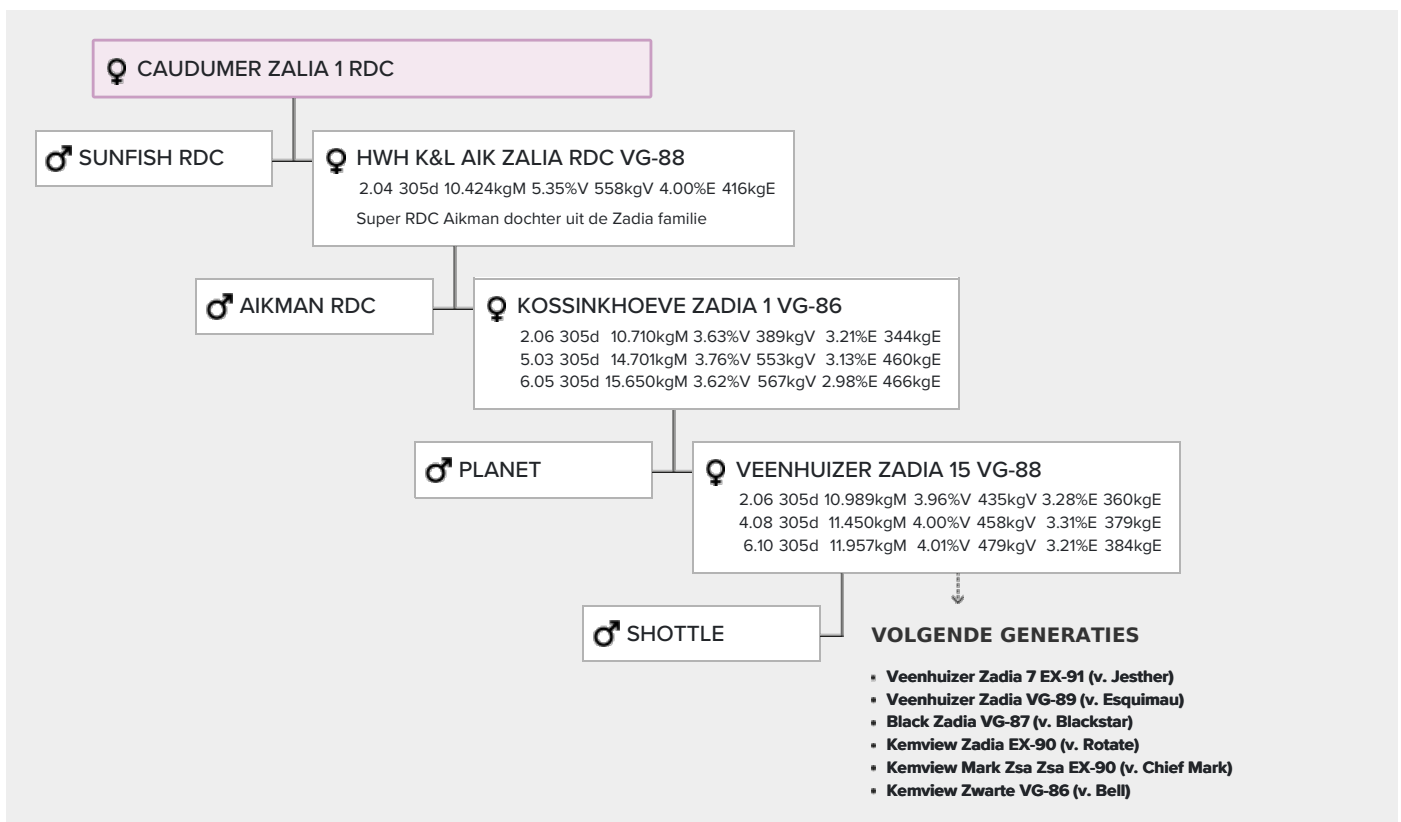 CAUDUMER ZALIA 1 RDC
SUNFISH RDC
HWH K&L AIK ZALIA RDC VG-88
2.04 305d 10.424kgM 5.35%V 558kgV 4.00%E 416kgE
Super RDC Aikman dochter uit de Zadia familie
AIKMAN RDC
KOSSINKHOEVE ZADIA 1 VG-86
2.06 305d 10.710kgM 3.63%V 389kgV 3.21%E 344kgE
5.03 305d 14.701kgM 3.76%V 553kgV 3.13%E 460kgE
6.05 305d 15.650kgM 3.62%V 567kgV 2.98%E 466kgE
PLANET
VEENHUIZER ZADIA 15 VG-88
2.06 305d 10.989kgM 3.96%V 435kgV 3.28%E 360kgE
4.08 305d 11.450kgM 4.00%V 458kgV 3.31%E 379kgE
6.10 305d 11.957kgM 4.01%V 479kgV 3.21%E 384kgE
SHOTTLE
VOLGENDE GENERATIES
• Veenhuizer Zadia 7 EX-91 (v. Jesther)
• Veenhuizer Zadia VG-89 (v. Esquimau)
• Black Zadia VG-87 (v. Blackstar)
• Kemview Zadia EX-90 (v. Rotate)
• Kemview Mark Zsa Zsa EX-90 (v. Chief Mark)
• Kemview Zwarte VG-86 (v. Bell)